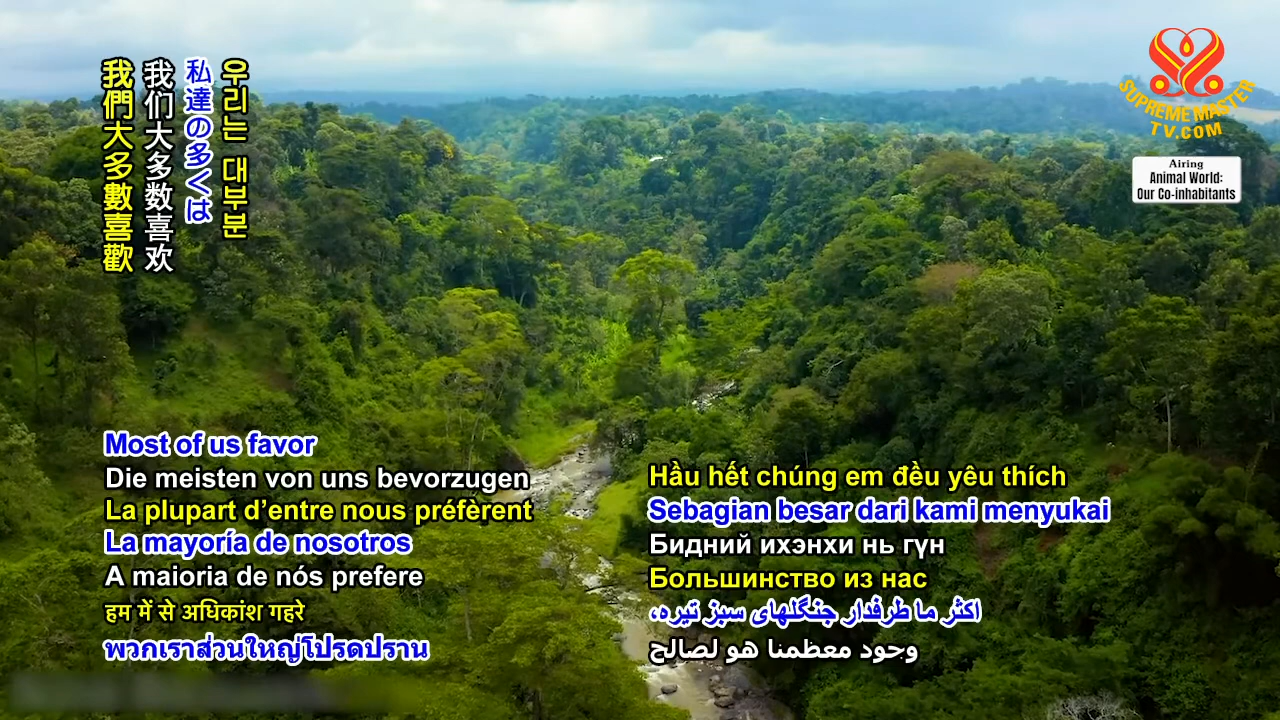 我們大多數喜歡
我们大多数喜欢
私達の多くは
우리는 대부분
SUPREME MASTER
TV.COM
Airing
Animal World:
Our Co-inhabitants
Most of us favor
Die meisten von uns bevorzugen
La plupart d’entre nous préfèrent
La mayoría de nosotros
A maioria de nós prefere
हम में से अधिकांश गहरे
พวกเราส่วนใหญ่โปรดปราน
Hầu hết chúng em đều yêu thích
Sebagian besar dari kami menyukai
Бидний ихэнхи нь гүн
Большинство из нас
اکثر ما طرفدار جنگلهای سبز تیره،
وجود معظمنا هو لصالح